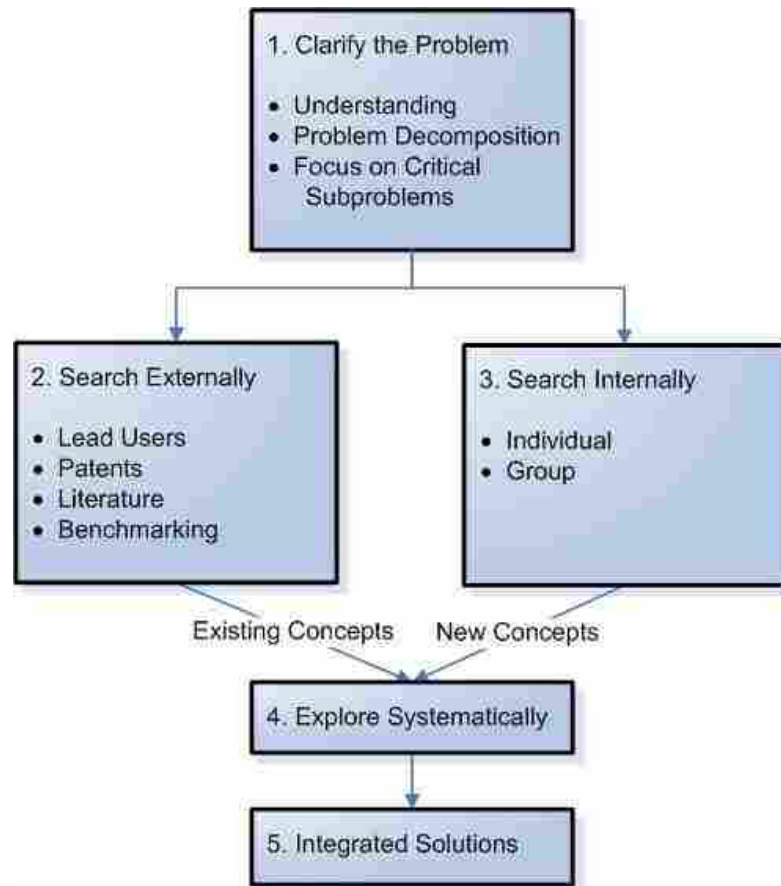 1. Clarify the Problem
• Understanding
• Problem Decomposition
• Focus on Critical
Subproblems
2. Search Externally
• Lead Users
• Patents
• Literature
• Benchmarking
3. Search Internally
• Individual
• Group
Existing Concepts
New Concepts
4. Explore Systematically
5. Integrated Solutions